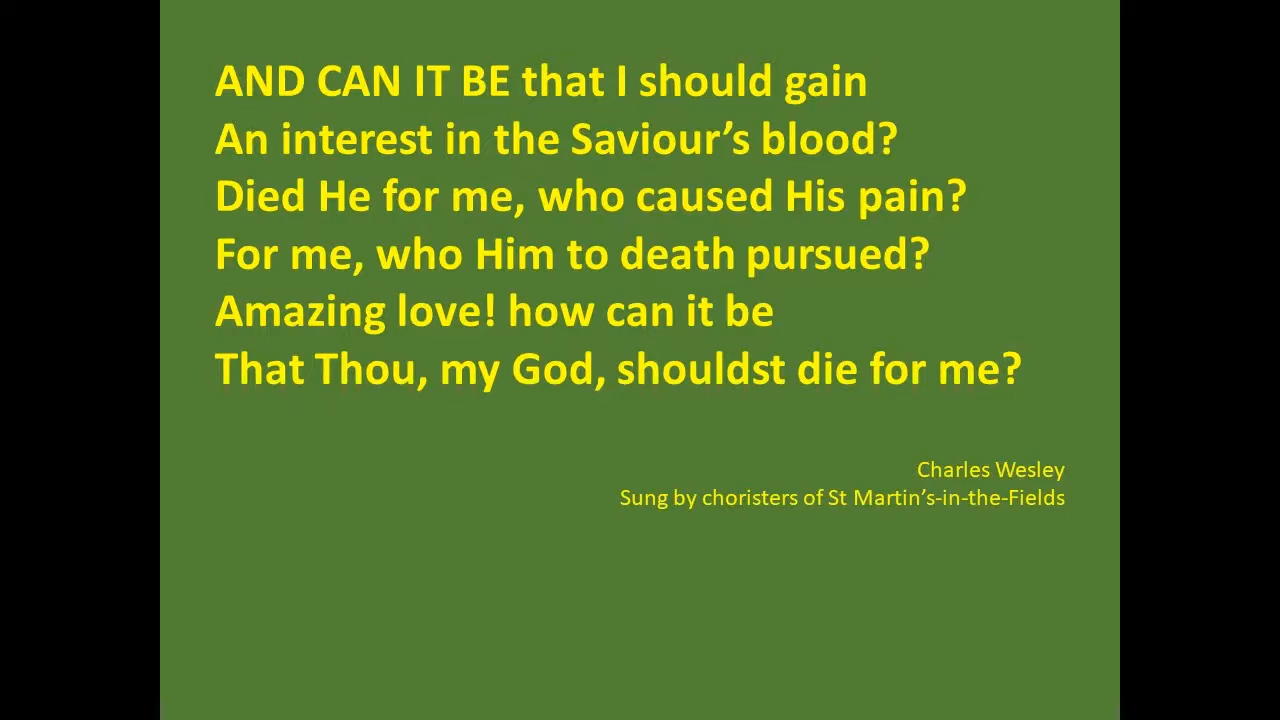 AND CAN IT BE that I should gain
An interest in the Saviour’s blood?
Died He for me, who caused His pain?
For me, who Him to death pursued?
Amazing love! how can it be
That Thou, my God, shouldst die for me?
Charles Wesley
Sung by choristers of St Martin’s-in-the-Fields